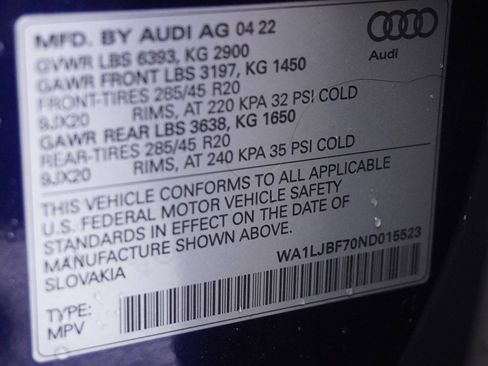 MFD. BY AUDI AG 04 22
GVWR LBS 6393, KG 2900
GAWR FRONT LBS 3197, KG 1450
FRONT-TIRES 285/45 R20
9JX20 RIMS, AT 220 KPA 32 PSI COLD
GAWR REAR LBS 3638, KG 1650
REAR-TIRES 285/45 R20
9JX20 RIMS, AT 240 KPA 35 PSI COLD
Audi
THIS VEHICLE CONFORMS TO ALL APPLICABLE
U.S. FEDERAL MOTOR VEHICLE SAFETY
STANDARDS IN EFFECT ON THE DATE OF
MANUFACTURE SHOWN ABOVE.
SLOVAKIA
WA1LJBF70ND015523
TYPE:
MPV